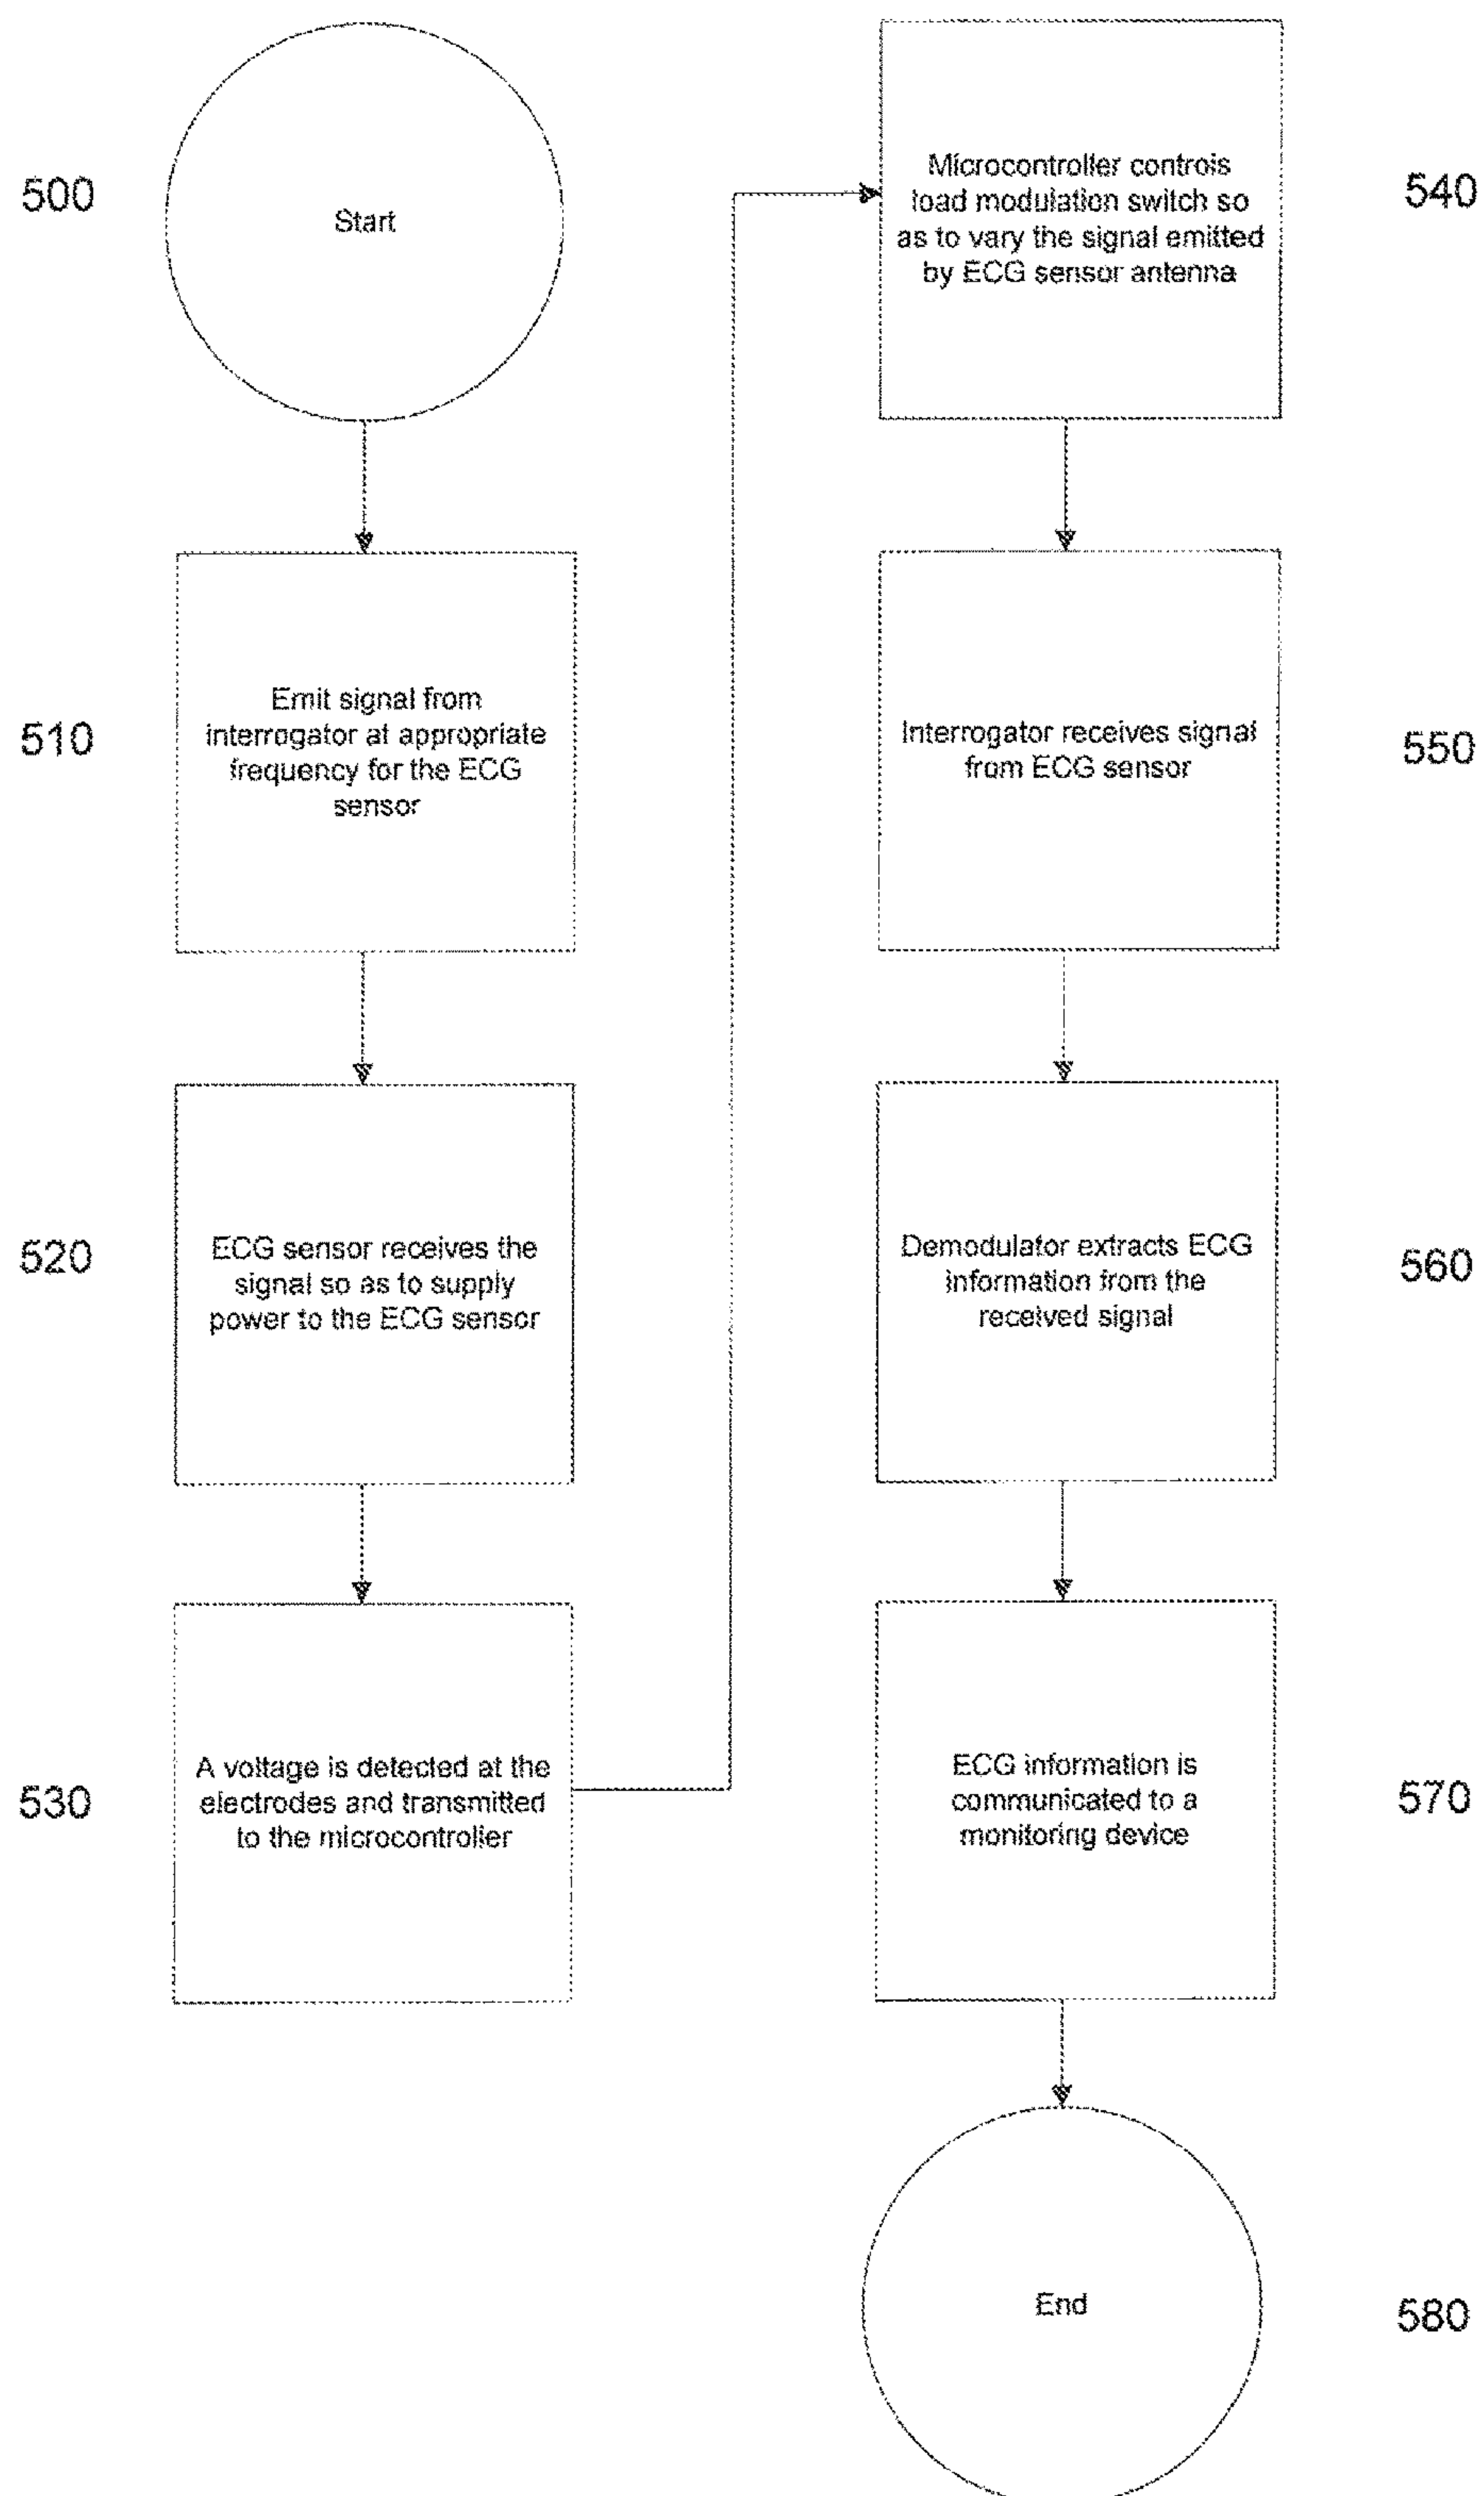 500
Start
510
Emit signal from
interrogator at appropriate
frequency for the ECG
sensor
520
ECG sensor receives the
signal so as to supply
power to the ECG sensor
530
A voltage is detected at the
electrodes and transmitted
to the microcontroller
Microcontroller controls
load modulation switch so
as to vary the signal emitted
by ECG sensor antenna
540
Interrogator receives signal
from ECG sensor
550
Demodulator extracts ECG
information from the
received signal
560
ECG information is
communicated to a
monitoring device
570
End
580